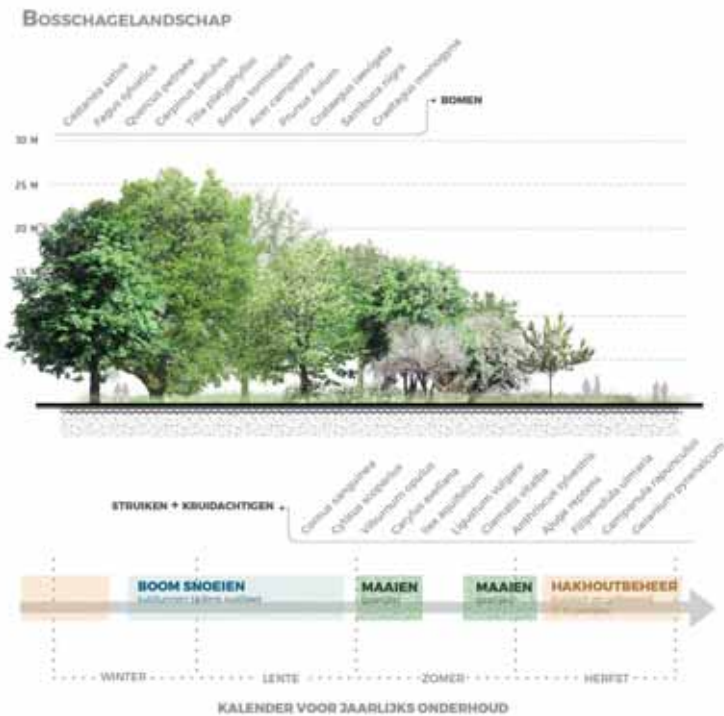 BOSSCHAGELANDSCHAP
Castanea sativa
Fagus sylvatica
Quercus petraea
Carpinus betulus
Tilia platyphyllos
Sorbus torminalis
Acer campestre
Prunus Avium
Crataegus laevigata
Sambucus nigra
Crataegus monogyna
+ BOMEN
30 M
25 M
20 M
15 M
STRUIKEN + KRUIDACHTIGEN +
Cornus sanguinea
Cytisus scoparius
Viburnum opulus
Corylus avellana
Ilex aquifolium
Ligustrum vulgare
Clematis vitalba
Anthriscus sylvestris
Ajuga reptans
Filipendula ulmaria
Campanula rapunculus
Geranium pyrenaicum
BOOM SNOEIEN
MAAIEN
MAAIEN
HAKHOUTBEHEER
WINTER
LENTE
ZOMER
HERFST
KALENDER VOOR JAARLIJKS ONDERHOUD